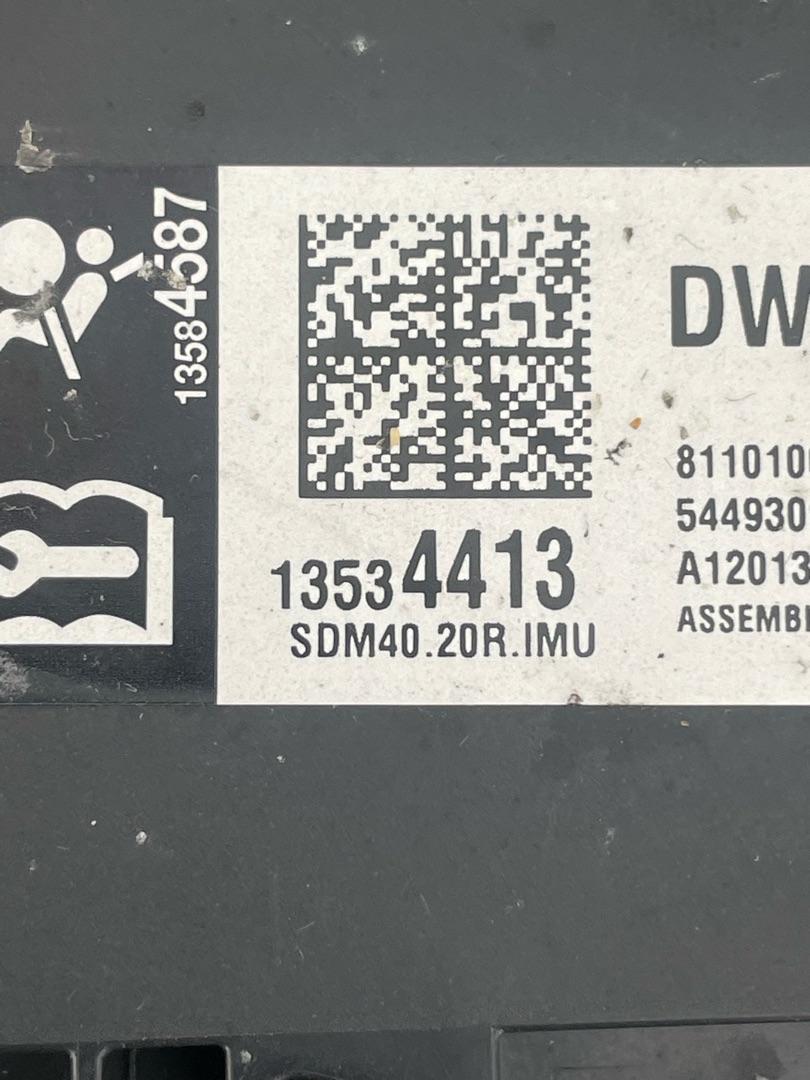 13584587
DW
13534413
SDM40.20R.IMU
811010
544930
A12013
ASSEMB